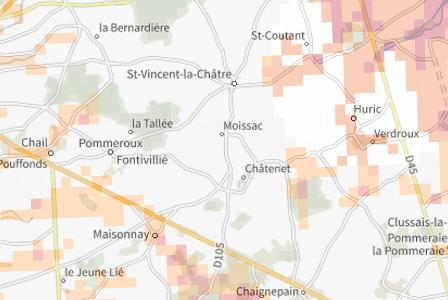 la Bernardière
St-Coutant
St-Vincent-la-Châtre
Huric
la Tallée
Moissac
Verdroux
Chail
Pommeroux
Pouffonds
Fontivillié
Châtenet
D45
Clussais-la-
Pommeraie
la Pommeraie
Maisonnay
D105
le Jeune Lié
Chaignepain